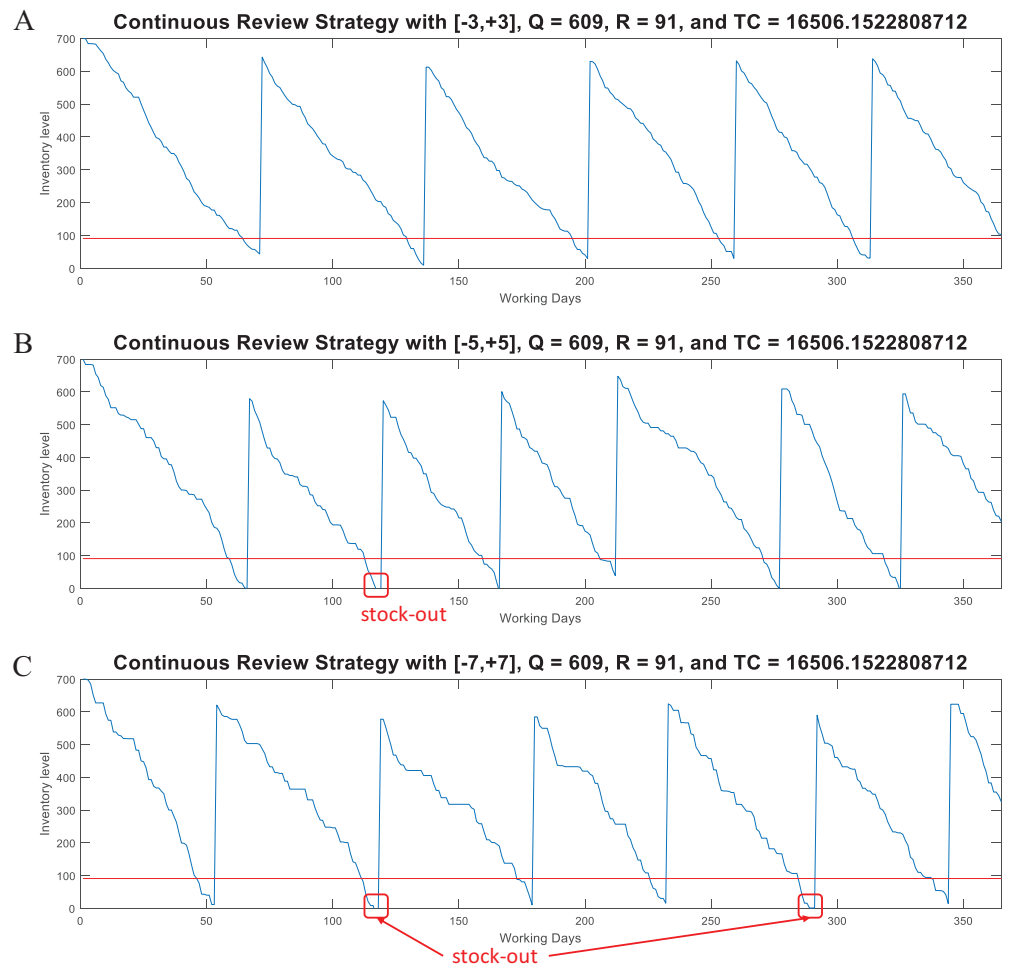 A
Continuous Review Strategy with [-3,+3], Q = 609, R = 91, and TC = 16506.1522808712
700
600
500
400
300
200
100
0
Inventory level
0 50 100 150 200 250 300 350
Working Days
B
Continuous Review Strategy with [-5,+5], Q = 609, R = 91, and TC = 16506.1522808712
700
600
500
400
300
200
100
0
Inventory level
0 50 100 150 200 250 300 350
stock-out
Working Days
C
Continuous Review Strategy with [-7,+7], Q = 609, R = 91, and TC = 16506.1522808712
700
600
500
400
300
200
100
0
Inventory level
0 50 100 150 200 250 300 350
Working Days
stock-out